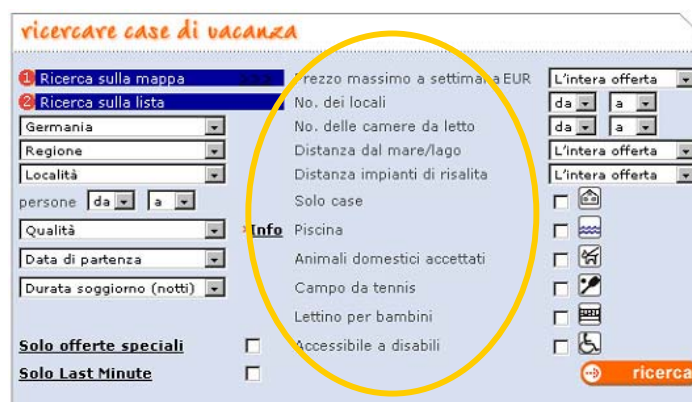 ricercare case di vacanza
1 Ricerca sulla mappa >>>
2 Ricerca sulla lista
Germania
Regione
Località
persone da a
Qualità
»Info
Data di partenza
Durata soggiorno (notti)
Solo offerte speciali
Solo Last Minute
Prezzo massimo a settimana EUR L'intera offerta
No. dei locali da a
No. delle camere da letto da a
Distanza dal mare/lago L'intera offerta
Distanza impianti di risalita L'intera offerta
Solo case
Piscina
Animali domestici accettati
Campo da tennis
Lettino per bambini
Accessibile a disabili
ricerca